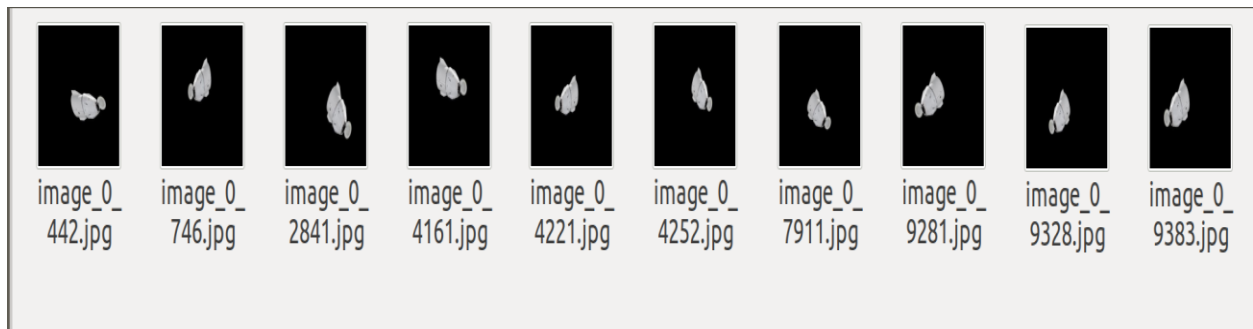 image_0_
442.jpg
image_0_
746.jpg
image_0_
2841.jpg
image_0_
4161.jpg
image_0_
4221.jpg
image_0_
4252.jpg
image_0_
7911.jpg
image_0_
9281.jpg
image_0_
9328.jpg
image_0_
9383.jpg